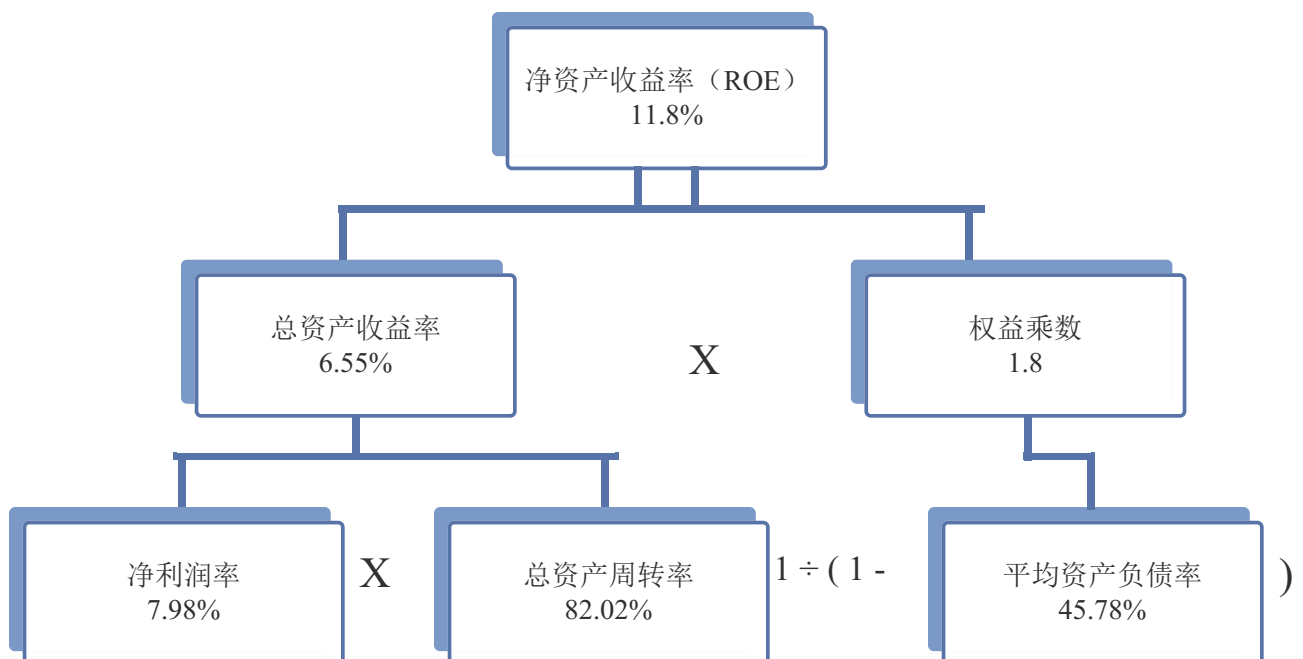 净资产收益率（ROE）
11.8%
总资产收益率
6.55%
X
权益乘数
1.8
净利润率
7.98%
X
总资产周转率
82.02%
1 ÷ ( 1 -
平均资产负债率
45.78%
)